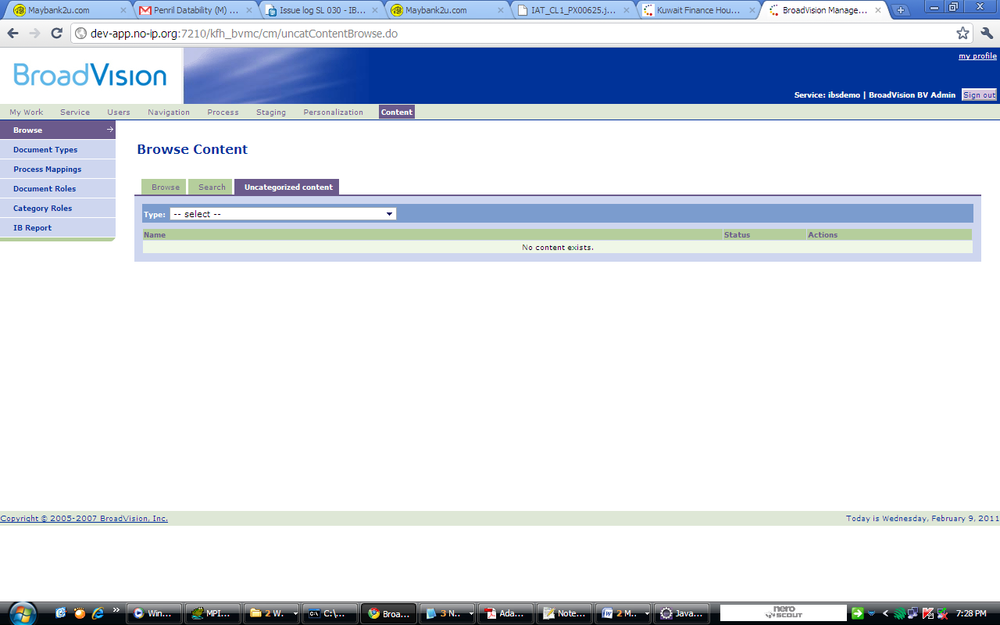 Maybank2u.com
Penril Datability (M) ...
Issue log SL 030 - IB...
Maybank2u.com
IAT_CL1_PX00625.j...
Kuwait Finance Hou...
BroadVision Manage...
dev-app.no-ip.org:7210/kfh_bvmc/cm/uncatContentBrowse.do
BroadVision
my profile
Service: ibsdemo | BroadVision BV Admin Sign out
My Work Service Users Navigation Process Staging Personalization Content
Browse
Document Types
Process Mappings
Document Roles
Category Roles
IB Report
Browse Content
Browse Search Uncategorized content
Type: -- select --
Name Status Actions
No content exists.
Copyright © 2005-2007 BroadVision, Inc. Today is Wednesday, February 9, 2011
Win... MPI... 2 W. C:\... Broa... 3 N.. Ada... Note... 2 M.. Java... nero SCOUT 7:28 PM